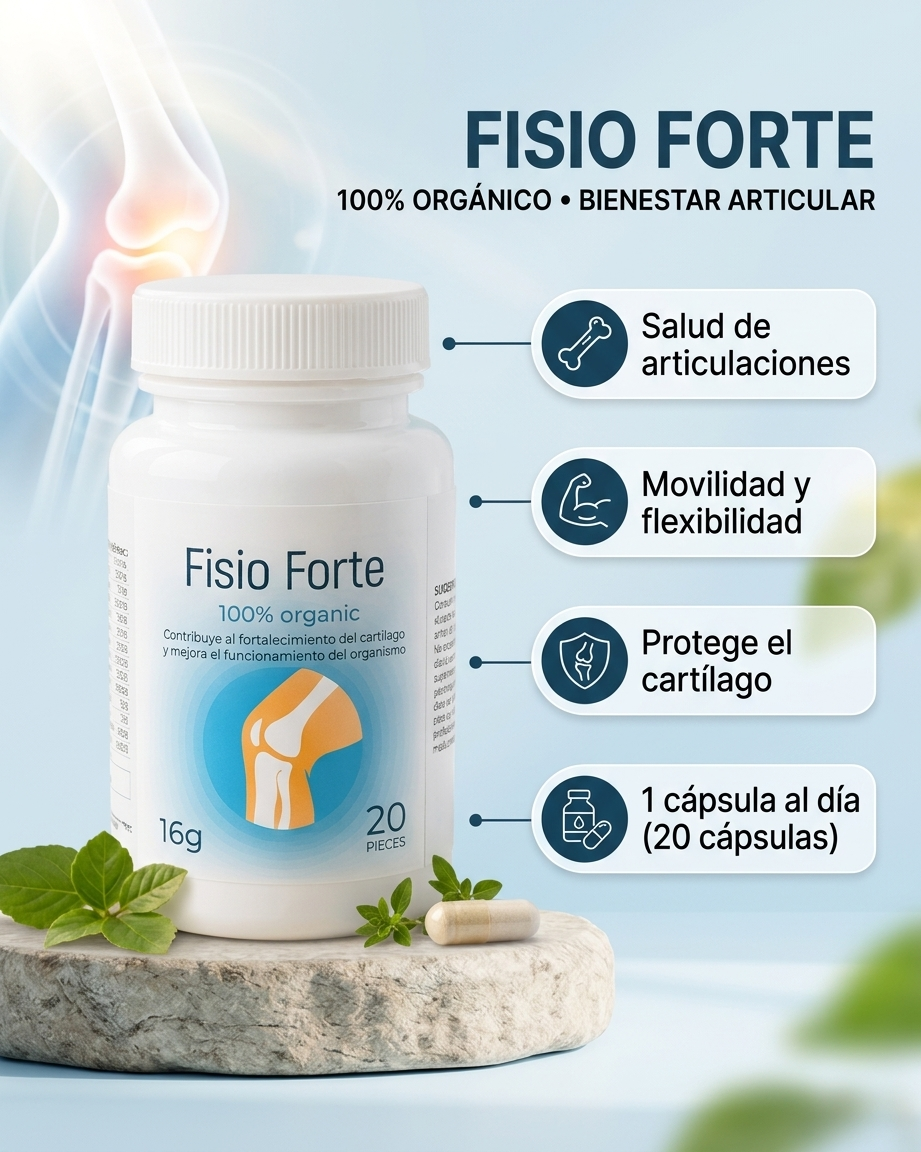 FISIO FORTE
100% ORGÁNICO • BIENESTAR ARTICULAR
Salud de
articulaciones
Movilidad y
flexibilidad
Protege el
cartílago
1 cápsula al día
(20 cápsulas)
Fisio Forte
100% organic
Contribuye al fortalecimiento del cartilago
y mejora el funcionamiento del organismo
16g
20
PIECES